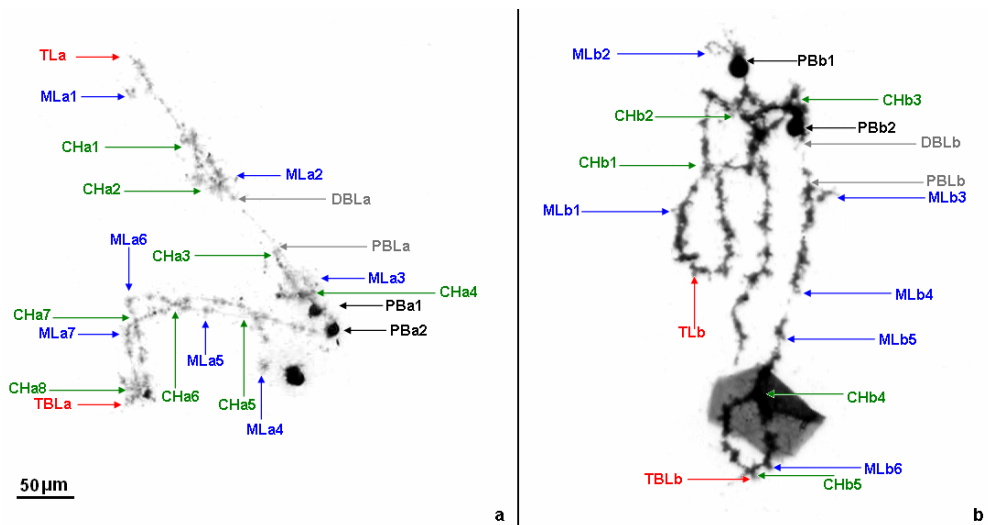 TLa
MLa1
CHa1
CHa2
MLa2
DBLa
PBLa
MLa6
CHa3
MLa3
CHa4
PBa1
CHa7
MLa7
PBa2
MLa5
CHa8
TBLa
CHa6
CHa5
MLa4
50µm
a
MLb2
PBb1
CHb3
CHb2
PBb2
DBLb
CHb1
PBLb
MLb3
MLb1
MLb4
TLb
MLb5
CHb4
MLb6
TBLb
CHb5
b